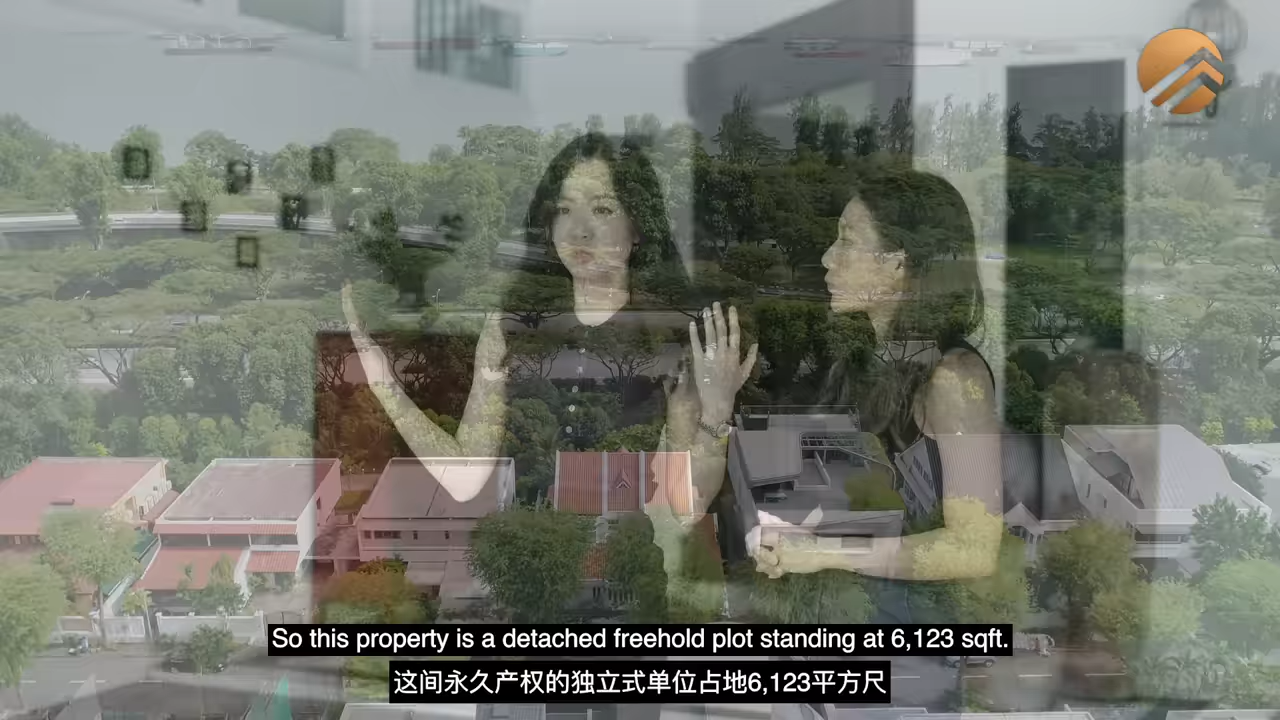 So this property is a detached freehold plot standing at 6,123 sqft.
这间永久产权的独立式单位占地6,123平方尺